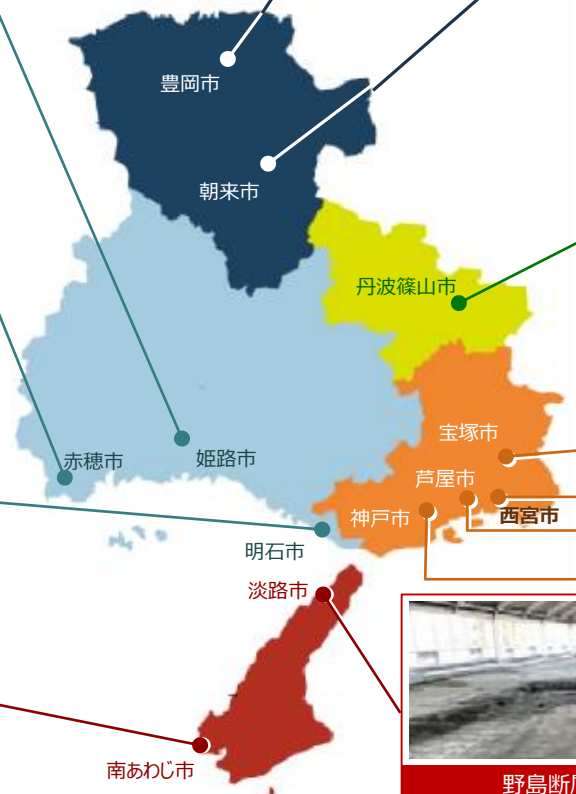 豊岡市
朝来市
丹波篠山市
宝塚市
赤穂市
姫路市
芦屋市
神戸市
西宮市
明石市
淡路市
南あわじ市
野島断